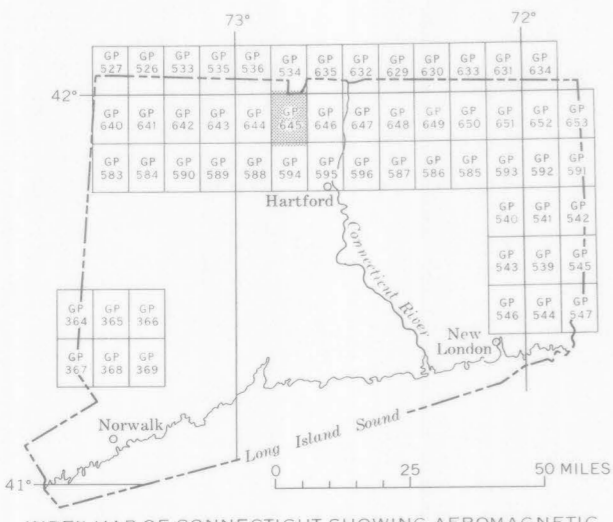 73° 72°
GP 527 GP 526 GP 533 GP 535 GP 536 GP 534 GP 635 GP 632 GP 629 GP 630 GP 633 GP 631 GP 634
42°
GP 640 GP 641 GP 642 GP 643 GP 644 GP 645 GP 646 GP 647 GP 648 GP 649 GP 650 GP 651 GP 652 GP 653
GP 583 GP 584 GP 590 GP 589 GP 588 GP 594 GP 595 GP 596 GP 587 GP 586 GP 585 GP 593 GP 592 GP 591
Hartford
Connecticut River
GP 540 GP 541 GP 542
GP 543 GP 539 GP 545
GP 546 GP 544 GP 547
GP 364 GP 365 GP 366
GP 367 GP 368 GP 369
New
London
Norwalk
Long Island Sound
41°
0 25 50 MILES
INDEX MAP OF CONNECTICUT SHOWING AEROMAGNETIC